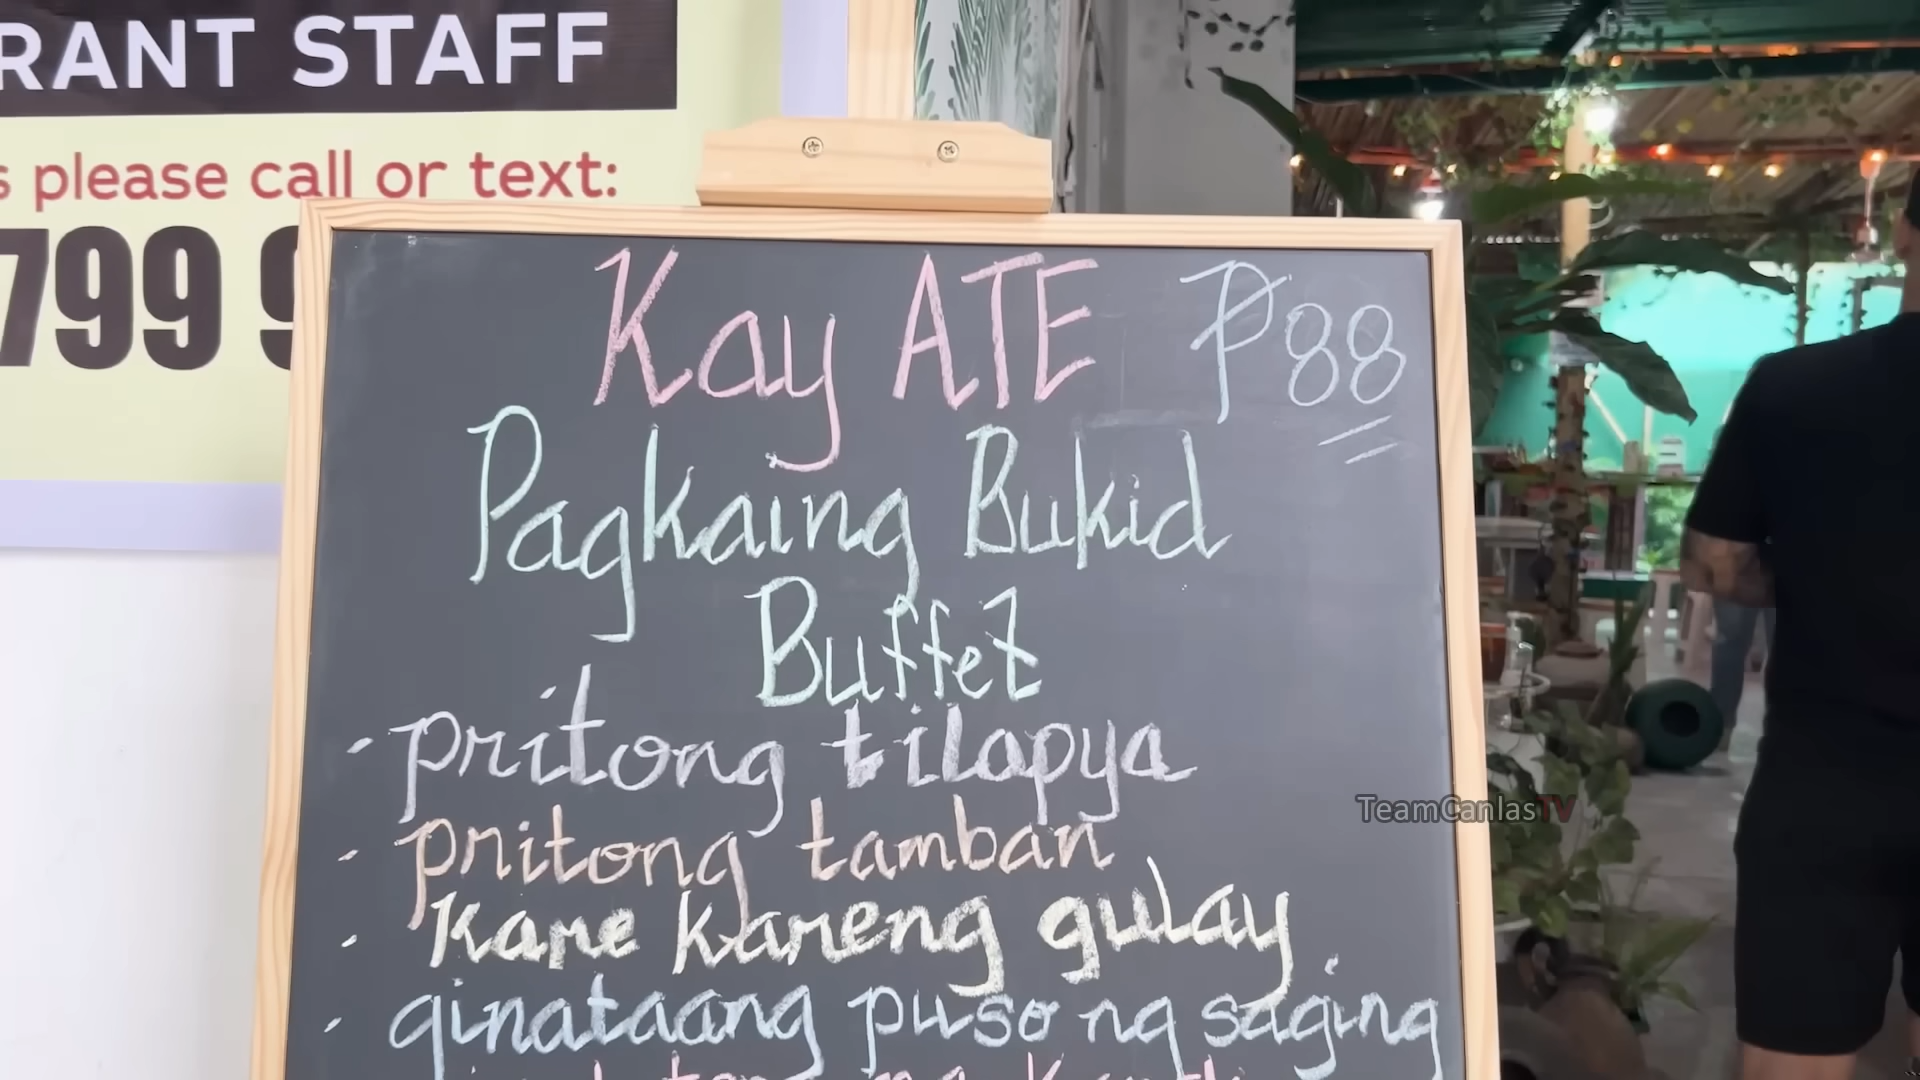 RANT STAFF
s please call or text:
799 9
Kay ATE ₱88
Pagkaing Bukid
Buffet
- pritong tilapya
- pritong tamban
- Kare Kareng gulay
- ginataang puso ng saging
TeamCanlasTV